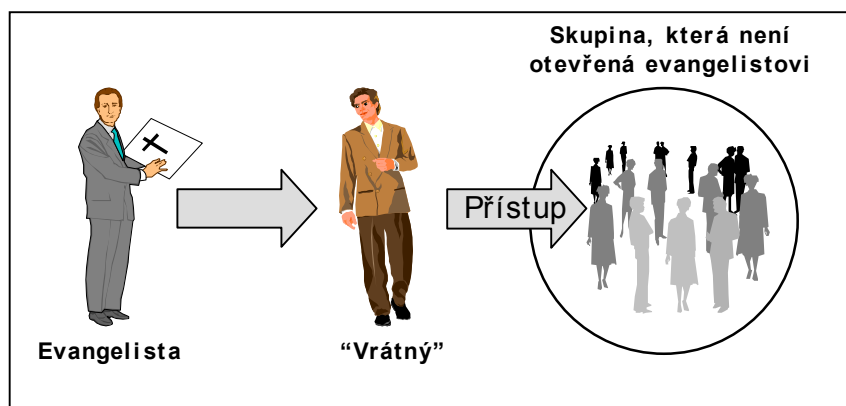 Skupina, která není
otevřená evangelistovi
Přístup
Evangelista
“Vrátný”